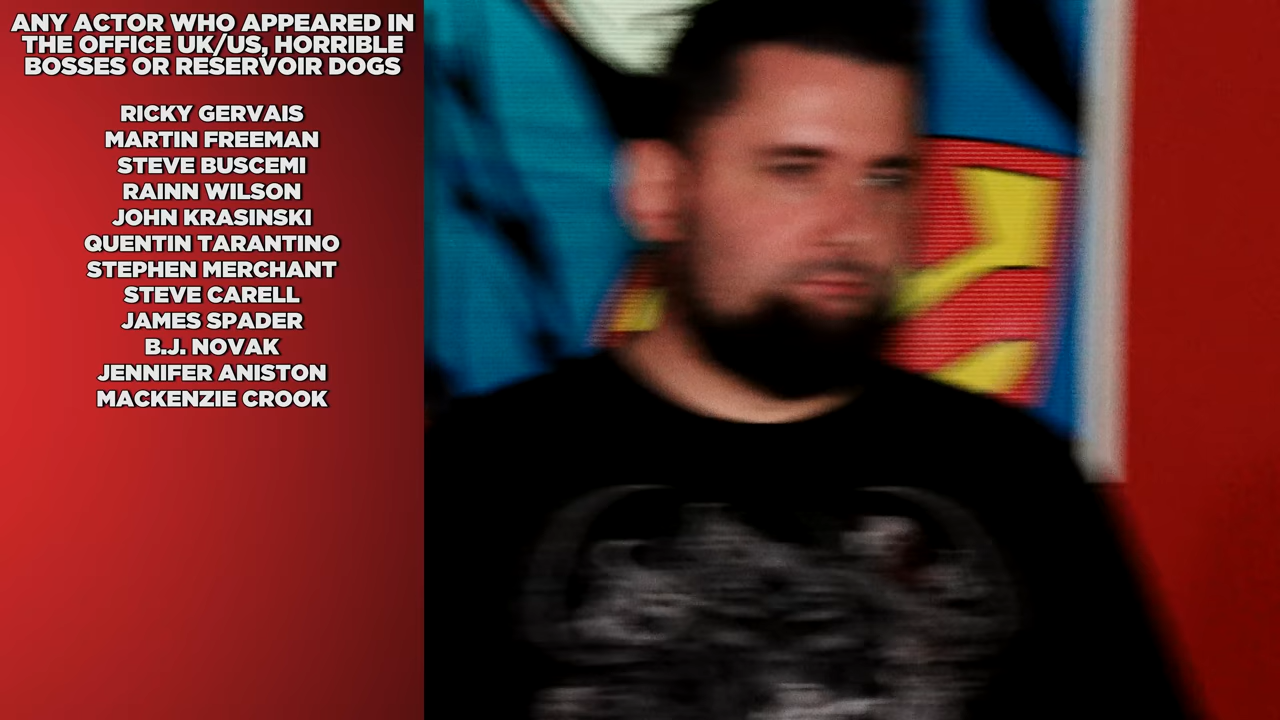 ANY ACTOR WHO APPEARED IN
THE OFFICE UK/US, HORRIBLE
BOSSES OR RESERVOIR DOGS
RICKY GERVAIS
MARTIN FREEMAN
STEVE BUSCEMI
RAINN WILSON
JOHN KRASINSKI
QUENTIN TARANTINO
STEPHEN MERCHANT
STEVE CARELL
JAMES SPADER
B.J. NOVAK
JENNIFER ANISTON
MACKENZIE CROOK